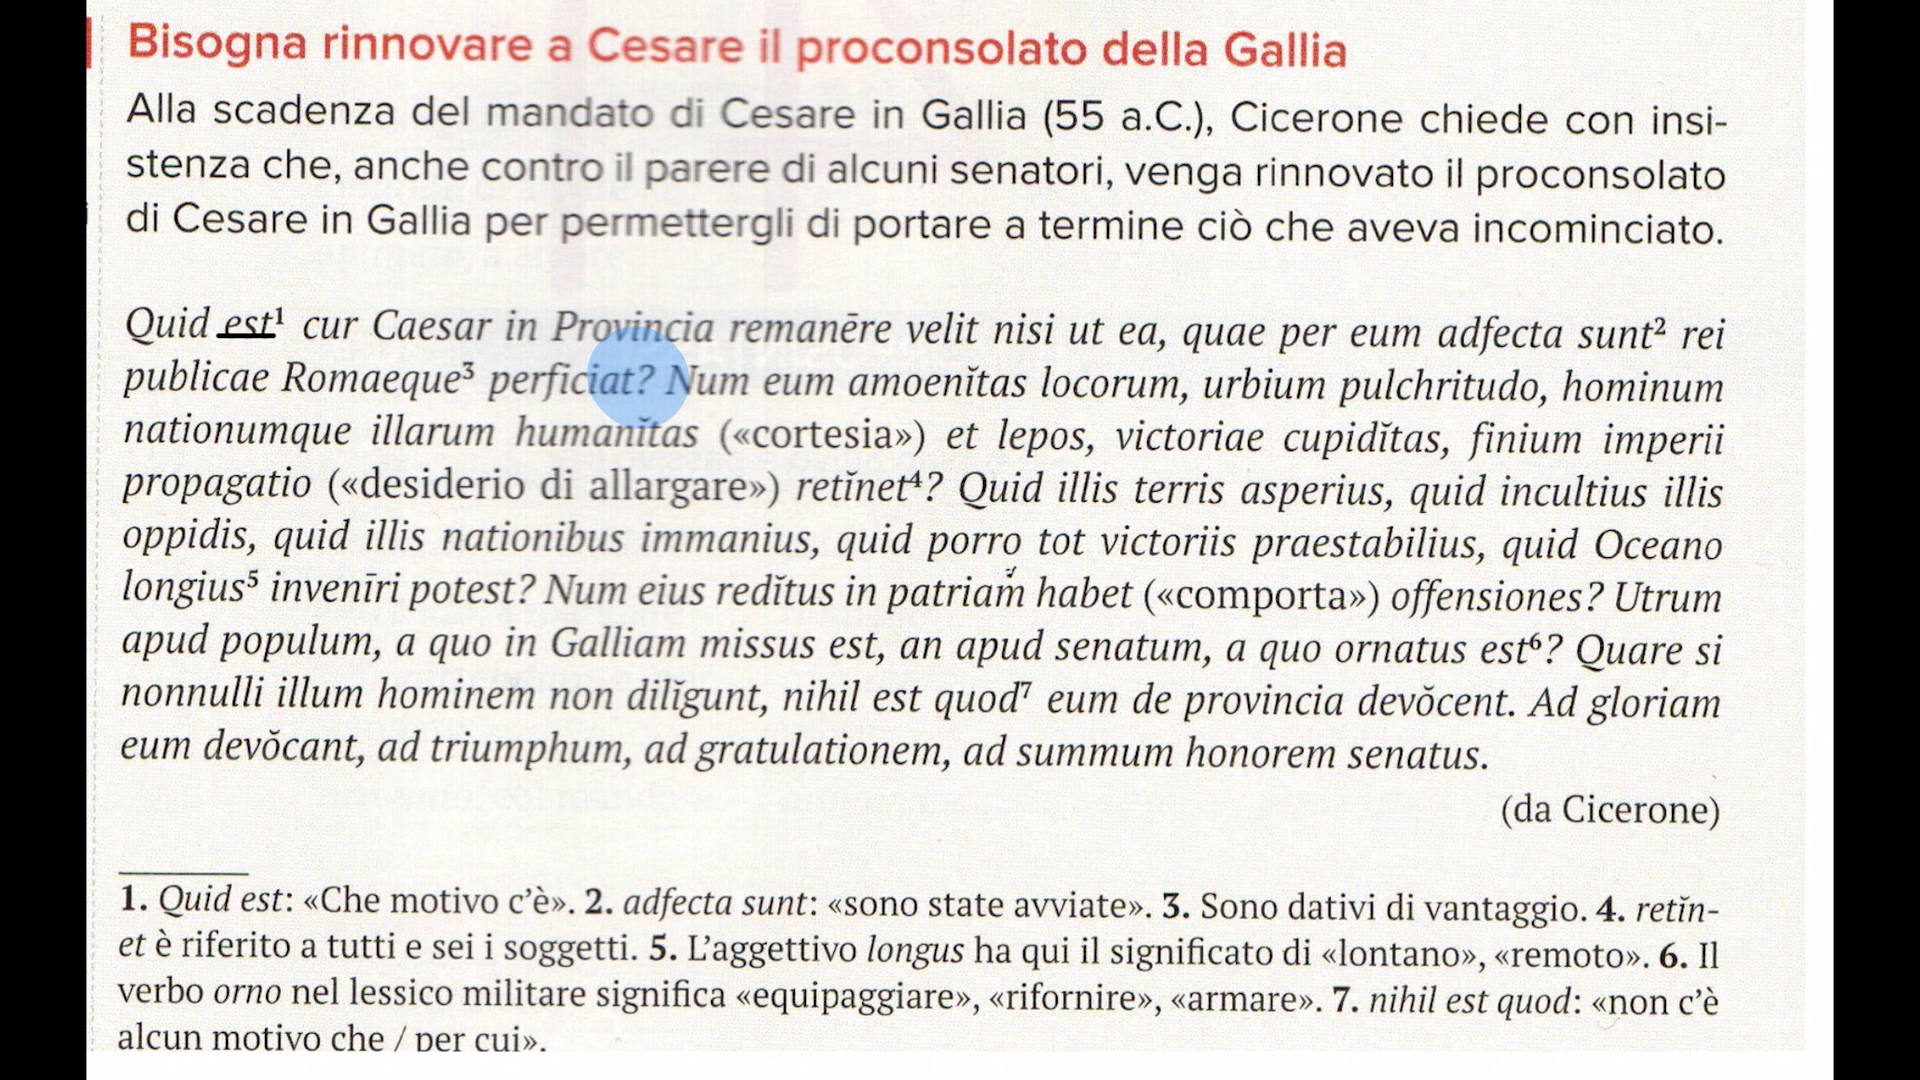 Bisogna rinnovare a Cesare il proconsolato della Gallia
Alla scadenza del mandato di Cesare in Gallia (55 a.C.), Cicerone chiede con insi-
stenza che, anche contro il parere di alcuni senatori, venga rinnovato il proconsolato
di Cesare in Gallia per permettergli di portare a termine ciò che aveva incominciato.
Quid est¹ cur Caesar in Provincia remanēre velit nisi ut ea, quae per eum adfecta sunt² rei
publicae Romaeque³ perficiat? Num eum amoenĭtas locorum, urbium pulchritudo, hominum
nationumque illarum humanĭtas («cortesia») et lepos, victoriae cupidĭtas, finium imperii
propagatio («desiderio di allargare») retĭnet⁴? Quid illis terris asperius, quid incultius illis
oppidis, quid illis nationibus immanius, quid porro tot victoriis praestabilius, quid Oceano
longius⁵ invenīri potest? Num eius redĭtus in patriam habet («comporta») offensiones? Utrum
apud populum, a quo in Galliam missus est, an apud senatum, a quo ornatus est⁶? Quare si
nonnulli illum hominem non dilĭgunt, nihil est quod⁷ eum de provincia devŏcent. Ad gloriam
eum devŏcant, ad triumphum, ad gratulationem, ad summum honorem senatus.
(da Cicerone)
1. Quid est: «Che motivo c’è». 2. adfecta sunt: «sono state avviate». 3. Sono dativi di vantaggio. 4. retĭn-
et è riferito a tutti e sei i soggetti. 5. L’aggettivo longus ha qui il significato di «lontano», «remoto». 6. Il
verbo orno nel lessico militare significa «equipaggiare», «rifornire», «armare». 7. nihil est quod: «non c’è
alcun motivo che / per cui».